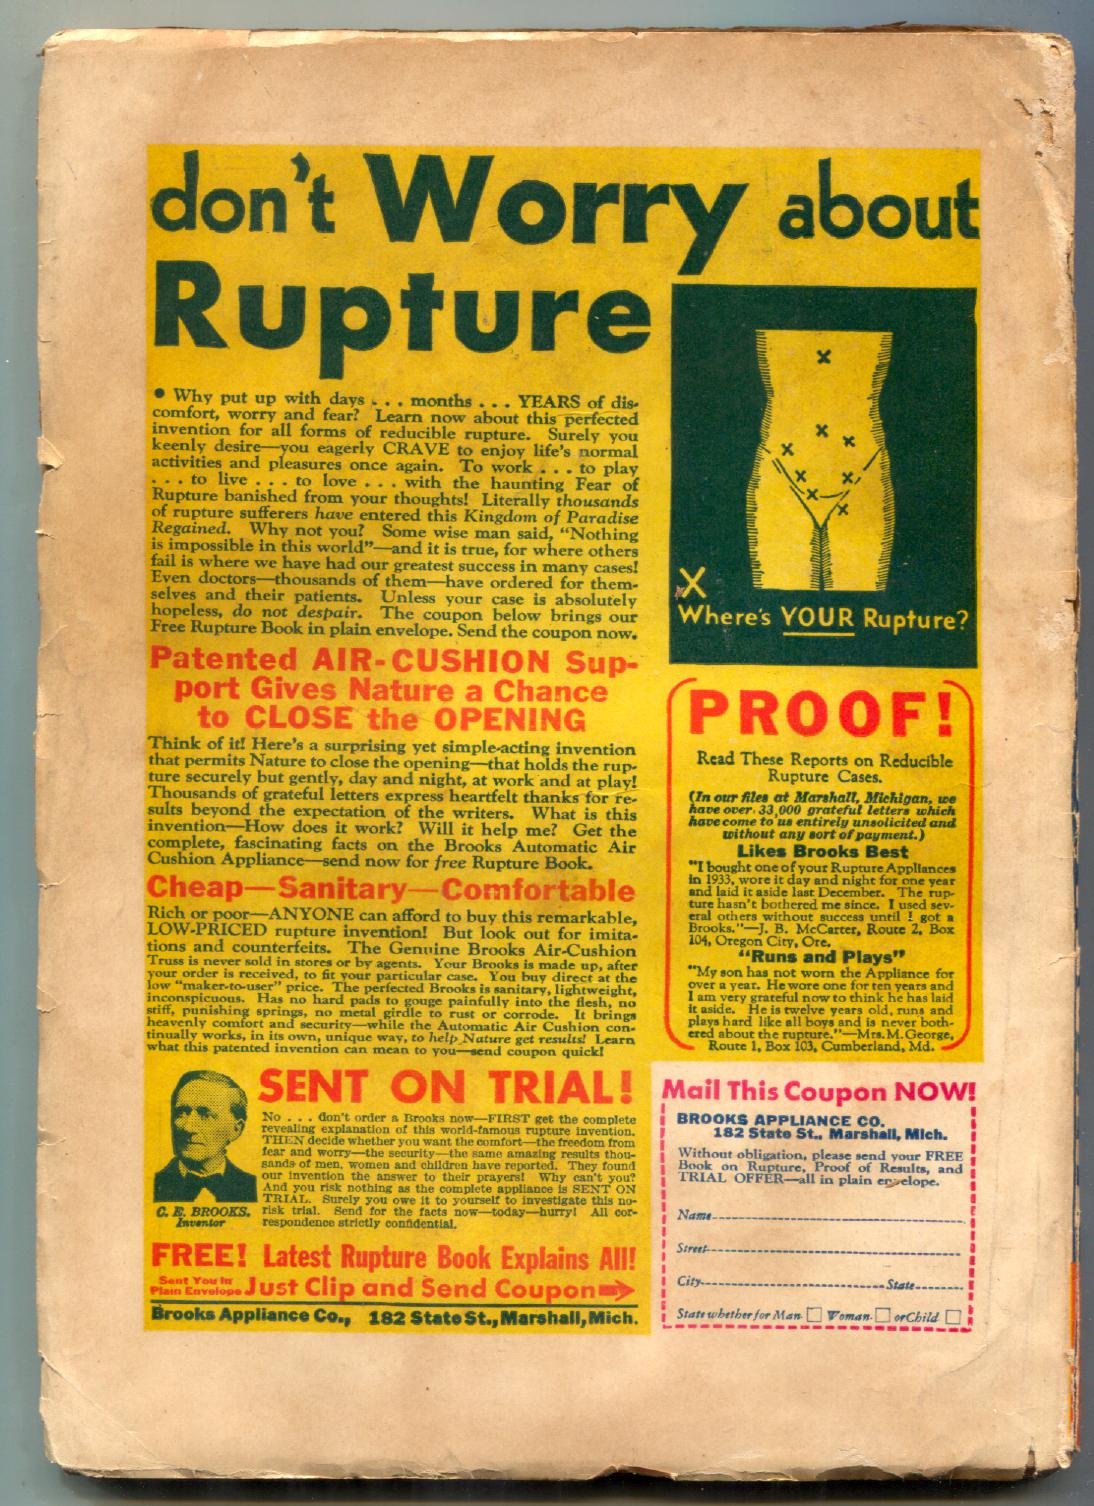 don't Worry about
Rupture
• Why put up with days . . . months . . . YEARS of dis-
comfort, worry and fear? Learn now about this perfected
invention for all forms of reducible rupture. Surely you
keenly desire—you eagerly CRAVE to enjoy life's normal
activities and pleasures once again. To work . . . to play
. . . to live . . . to love . . . with the haunting Fear of
Rupture banished from your thoughts! Literally thousands
of rupture sufferers have entered this Kingdom of Paradise
Regained. Why not you? Some wise man said, "Nothing
is impossible in this world"—and it is true, for where others
fail is where we have had our greatest success in many cases!
Even doctors—thousands of them—have ordered for them-
selves and their patients. Unless your case is absolutely
hopeless, do not despair. The coupon below brings our
Free Rupture Book in plain envelope. Send the coupon now.
X
Where's YOUR Rupture?
Patented AIR-CUSHION Sup-
port Gives Nature a Chance
to CLOSE the OPENING
Think of it! Here's a surprising yet simple-acting invention
that permits Nature to close the opening—that holds the rup-
ture securely but gently, day and night, at work and at play!
Thousands of grateful letters express heartfelt thanks for re-
sults beyond the expectation of the writers. What is this
invention—How does it work? Will it help me? Get the
complete, fascinating facts on the Brooks Automatic Air
Cushion Appliance—send now for free Rupture Book.
Cheap—Sanitary—Comfortable
Rich or poor—ANYONE can afford to buy this remarkable,
LOW-PRICED rupture invention! But look out for imita-
tions and counterfeits. The Genuine Brooks Air-Cushion
Truss is never sold in stores or by agents. Your Brooks is made up, after
your order is received, to fit your particular case. You buy direct at the
low "maker-to-user" price. The perfected Brooks is sanitary, lightweight,
inconspicuous. Has no hard pads to gouge painfully into the flesh, no
stiff, punishing springs, no metal girdle to rust or corrode. It brings
heavenly comfort and security—while the Automatic Air Cushion con-
tinually works, in its own, unique way, to help Nature get results! Learn
what this patented invention can mean to you—send coupon quick!
PROOF!
Read These Reports on Reducible
Rupture Cases.
(In our files at Marshall, Michigan, we
have over 33,000 grateful letters which
have come to us entirely unsolicited and
without any sort of payment.)
Likes Brooks Best
"I bought one of your Rupture Appliances
in 1933, wore it day and night for one year
and laid it aside last December. The rup-
ture hasn't bothered me since. I used sev-
eral others without success until I got a
Brooks."—J. B. McCarter, Route 2, Box
104, Oregon City, Ore.
"Runs and Plays"
"My son has not worn the Appliance for
over a year. He wore one for ten years and
I am very grateful now to think he has laid
it aside. He is twelve years old, runs and
plays hard like all boys and is never both-
ered about the rupture."—Mrs. M. George,
Route 1, Box 103, Cumberland, Md.
C. E. BROOKS,
Inventor
SENT ON TRIAL!
No . . . don't order a Brooks now—FIRST get the complete
revealing explanation of this world-famous rupture invention.
THEN decide whether you want the comfort—the freedom from
fear and worry—the security—the same amazing results thou-
sands of men, women and children have reported. They found
our invention the answer to their prayers! Why can't you?
And you risk nothing as the complete appliance is SENT ON
TRIAL. Surely you owe it to yourself to investigate this no-
risk trial. Send for the facts now—today—hurry! All cor-
respondence strictly confidential.
FREE! Latest Rupture Book Explains All!
Sent You In
Plain Envelope Just Clip and Send Coupon
Brooks Appliance Co., 182 State St., Marshall, Mich.
Mail This Coupon NOW!
BROOKS APPLIANCE CO.
182 State St., Marshall, Mich.
Without obligation, please send your FREE
Book on Rupture, Proof of Results, and
TRIAL OFFER—all in plain envelope.
Name
Street
City State
State whether for Man Woman or Child